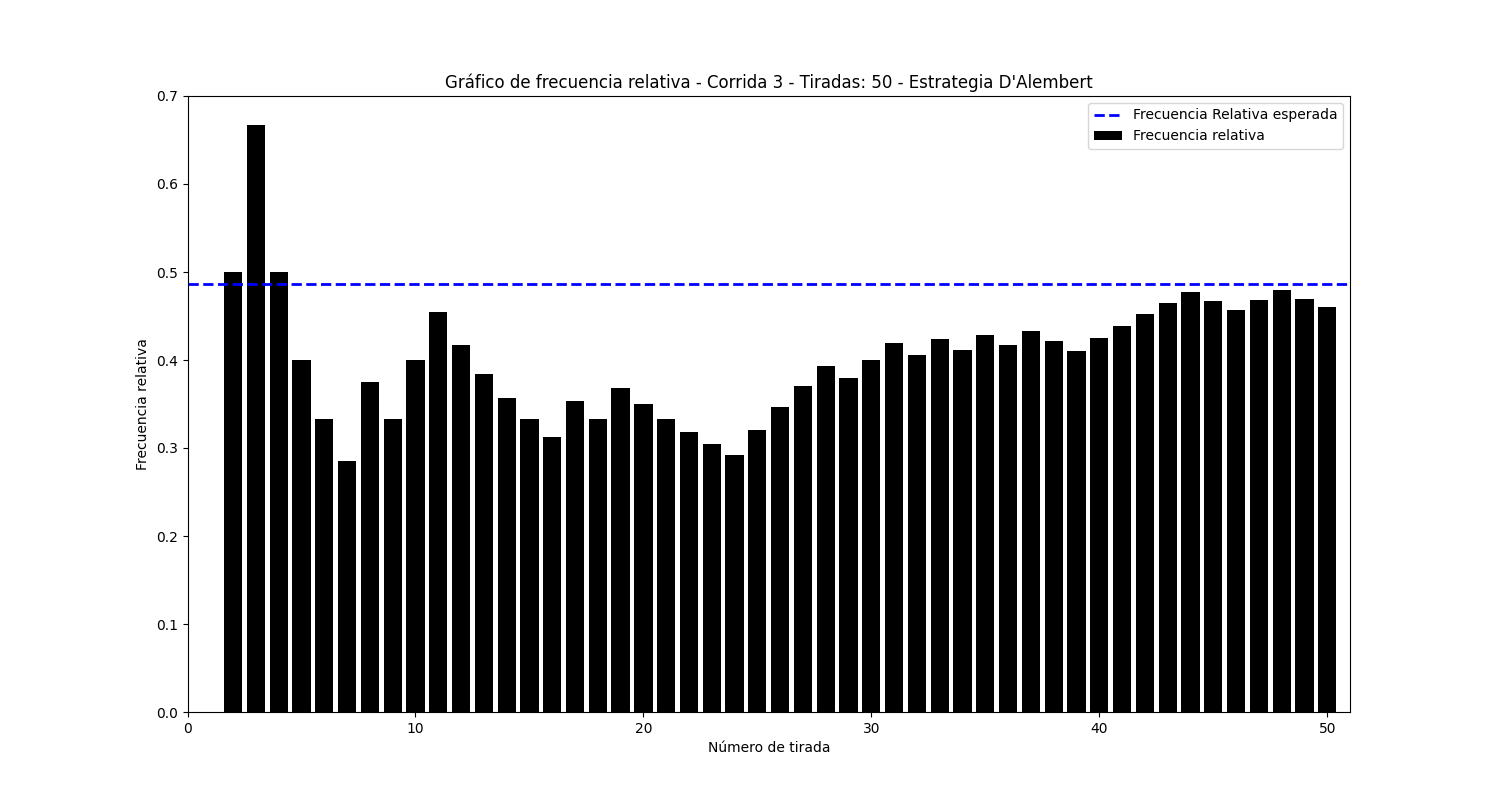 Gráfico de frecuencia relativa - Corrida 3 - Tiradas: 50 - Estrategia D'Alembert
Frecuencia Relativa esperada
Frecuencia relativa
Frecuencia relativa
0.7
0.6
0.5
0.4
0.3
0.2
0.1
0.0
0 10 20 30 40 50
Número de tirada